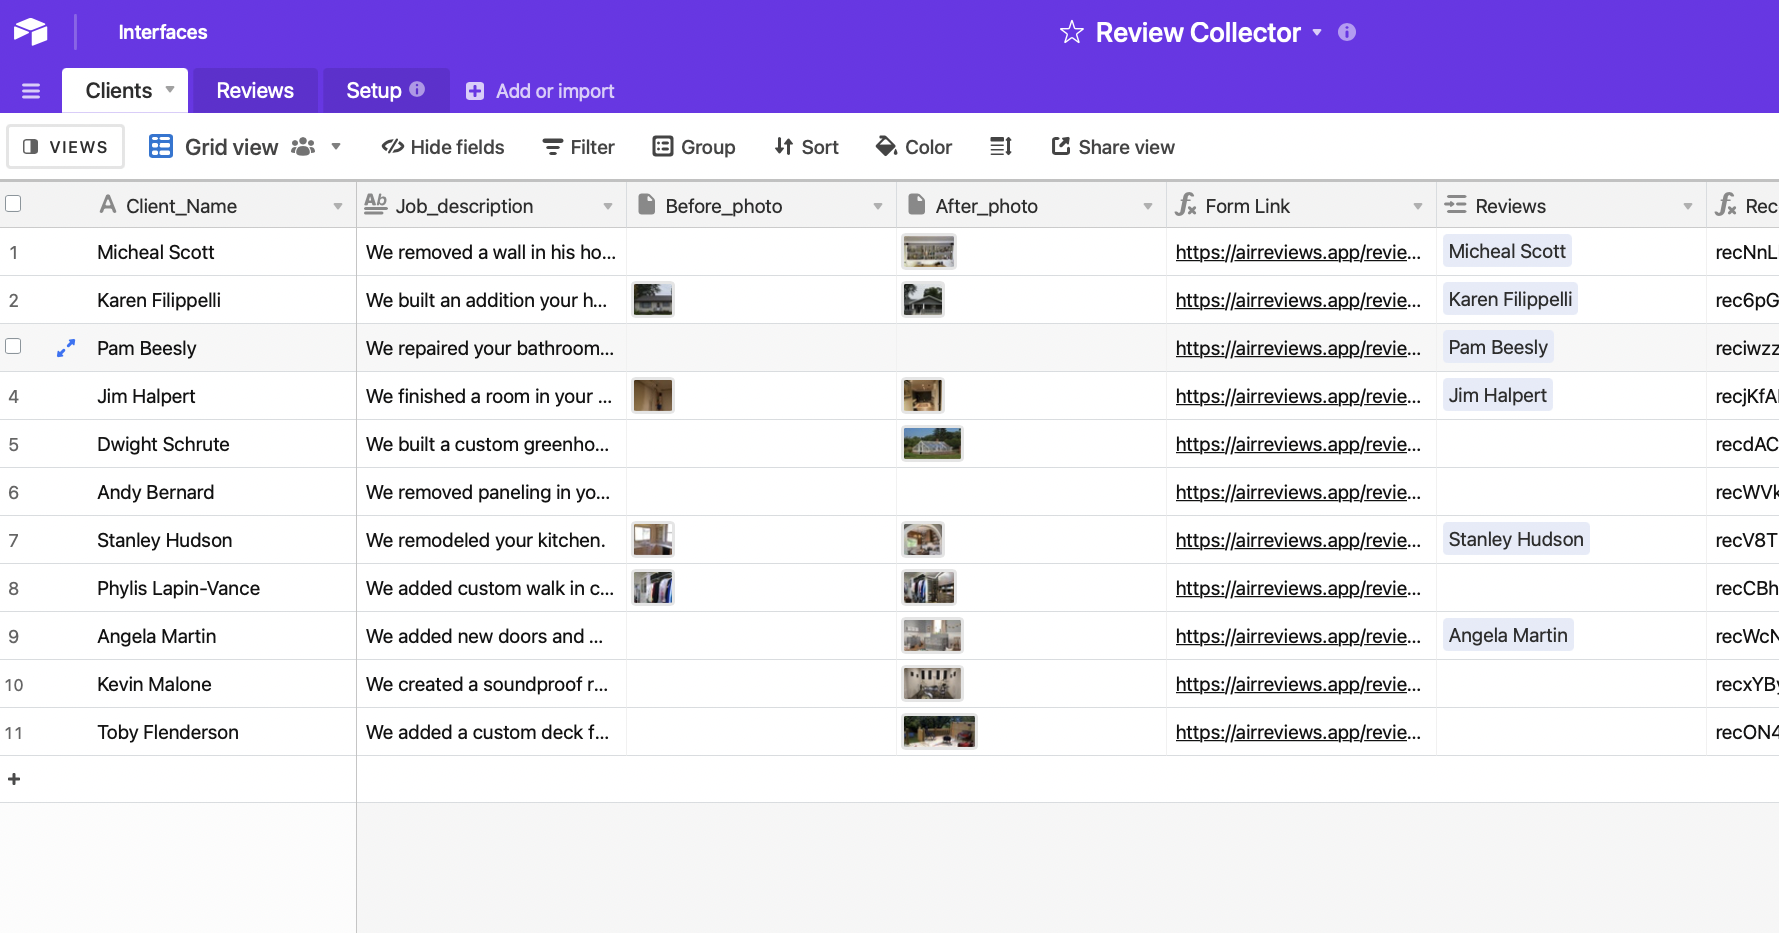 Interfaces
Review Collector
Clients Reviews Setup Add or import
VIEWS Grid view Hide fields Filter Group Sort Color Share view
Client_Name Job_description Before_photo After_photo Form Link Reviews Rec
1 Micheal Scott We removed a wall in his ho... https://airreviews.app/revie... Micheal Scott recNnL
2 Karen Filippelli We built an addition your h... https://airreviews.app/revie... Karen Filippelli rec6pG
Pam Beesly We repaired your bathroom... https://airreviews.app/revie... Pam Beesly reciwzz
4 Jim Halpert We finished a room in your ... https://airreviews.app/revie... Jim Halpert recjKfA
5 Dwight Schrute We built a custom greenho... https://airreviews.app/revie... recdAC
6 Andy Bernard We removed paneling in yo... https://airreviews.app/revie... recWVk
7 Stanley Hudson We remodeled your kitchen. https://airreviews.app/revie... Stanley Hudson recV8T
8 Phylis Lapin-Vance We added custom walk in c... https://airreviews.app/revie... recCBh
9 Angela Martin We added new doors and ... https://airreviews.app/revie... Angela Martin recWcN
10 Kevin Malone We created a soundproof r... https://airreviews.app/revie... recxYBy
11 Toby Flenderson We added a custom deck f... https://airreviews.app/revie... recON4
+